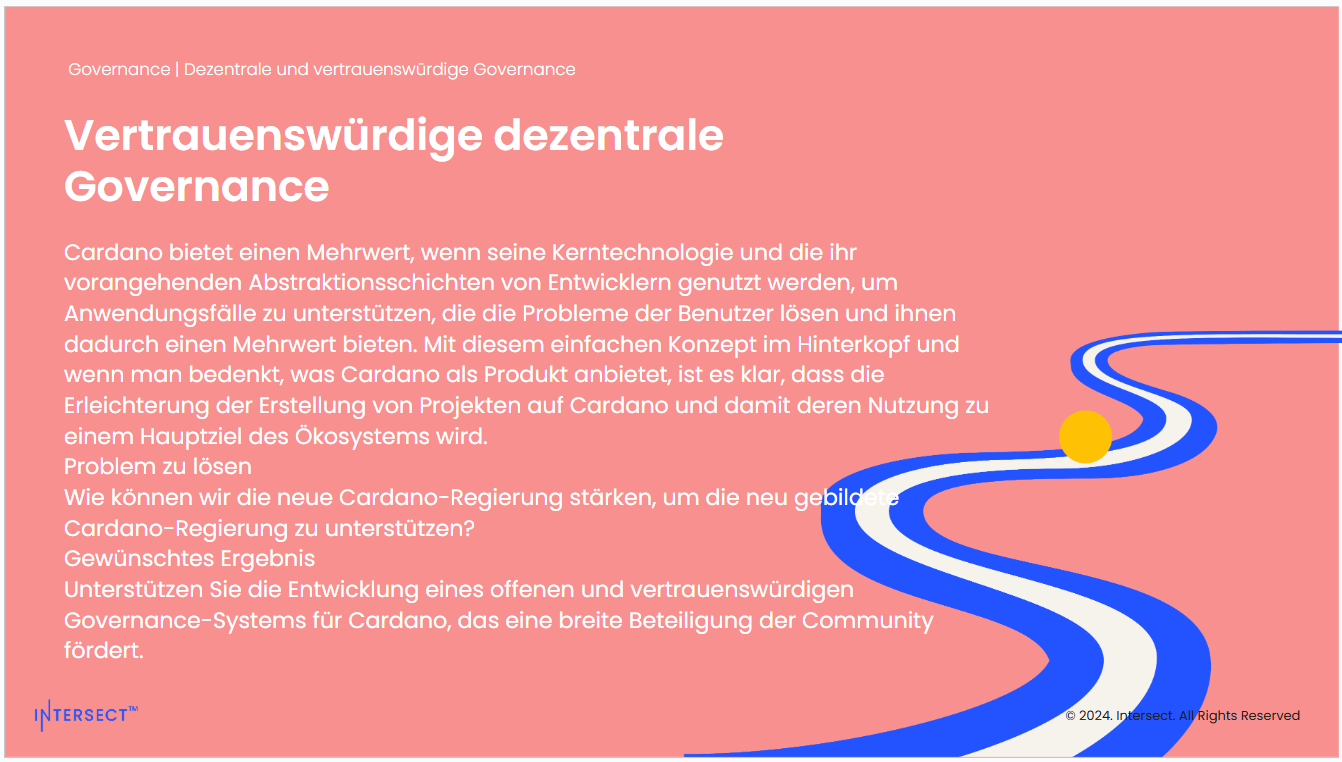 Governance | Dezentrale und vertrauenswürdige Governance
Vertrauenswürdige dezentrale
Governance
Cardano bietet einen Mehrwert, wenn seine Kerntechnologie und die ihr
vorangehenden Abstraktionsschichten von Entwicklern genutzt werden, um
Anwendungsfälle zu unterstützen, die die Probleme der Benutzer lösen und ihnen
dadurch einen Mehrwert bieten. Mit diesem einfachen Konzept im Hinterkopf und
wenn man bedenkt, was Cardano als Produkt anbietet, ist es klar, dass die
Erleichterung der Erstellung von Projekten auf Cardano und damit deren Nutzung zu
einem Hauptziel des Ökosystems wird.
Problem zu lösen
Wie können wir die neue Cardano-Regierung stärken, um die neu gebildete
Cardano-Regierung zu unterstützen?
Gewünschtes Ergebnis
Unterstützen Sie die Entwicklung eines offenen und vertrauenswürdigen
Governance-Systems für Cardano, das eine breite Beteiligung der Community
fördert.
INTERSECT™
© 2024. Intersect. All Rights Reserved